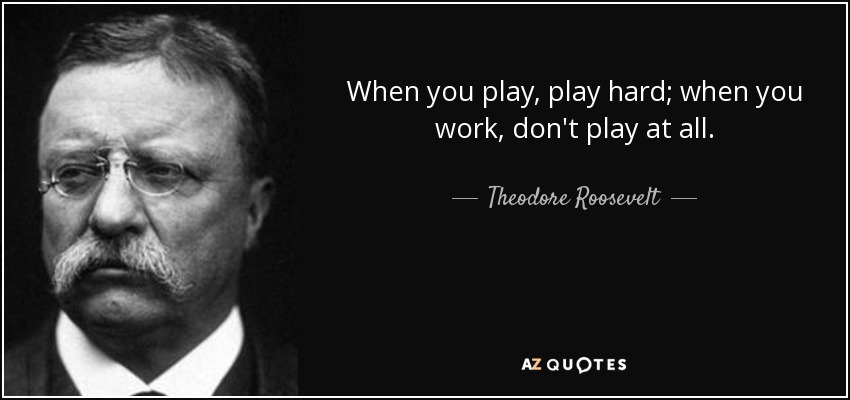 When you play, play hard; when you
work, don't play at all.
— Theodore Roosevelt —
AZ QUOTES